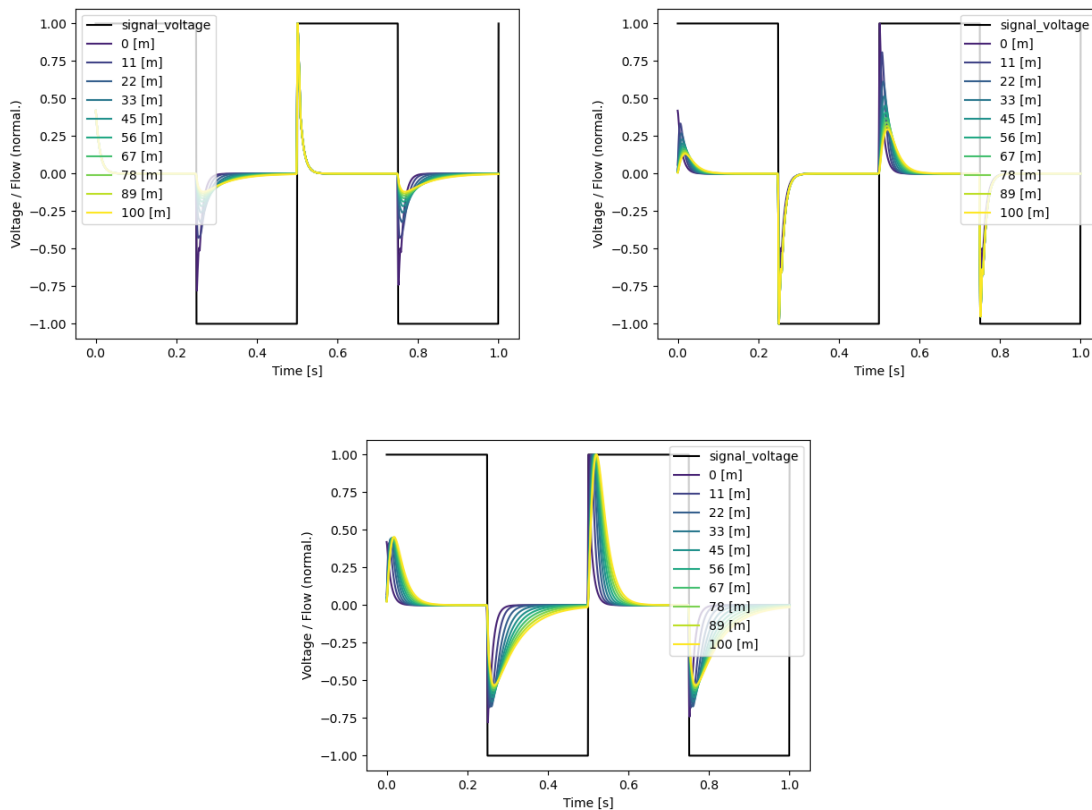 1.00
0.75
0.50
0.25
0.00
−0.25
−0.50
−0.75
−1.00
Voltage / Flow (normal.)
signal_voltage
0 [m]
11 [m]
22 [m]
33 [m]
45 [m]
56 [m]
67 [m]
78 [m]
89 [m]
100 [m]
0.0 0.2 0.4 0.6 0.8 1.0
Time [s]
1.00
0.75
0.50
0.25
0.00
−0.25
−0.50
−0.75
−1.00
Voltage / Flow (normal.)
signal_voltage
0 [m]
11 [m]
22 [m]
33 [m]
45 [m]
56 [m]
67 [m]
78 [m]
89 [m]
100 [m]
0.0 0.2 0.4 0.6 0.8 1.0
Time [s]
1.00
0.75
0.50
0.25
0.00
−0.25
−0.50
−0.75
−1.00
Voltage / Flow (normal.)
signal_voltage
0 [m]
11 [m]
22 [m]
33 [m]
45 [m]
56 [m]
67 [m]
78 [m]
89 [m]
100 [m]
0.0 0.2 0.4 0.6 0.8 1.0
Time [s]